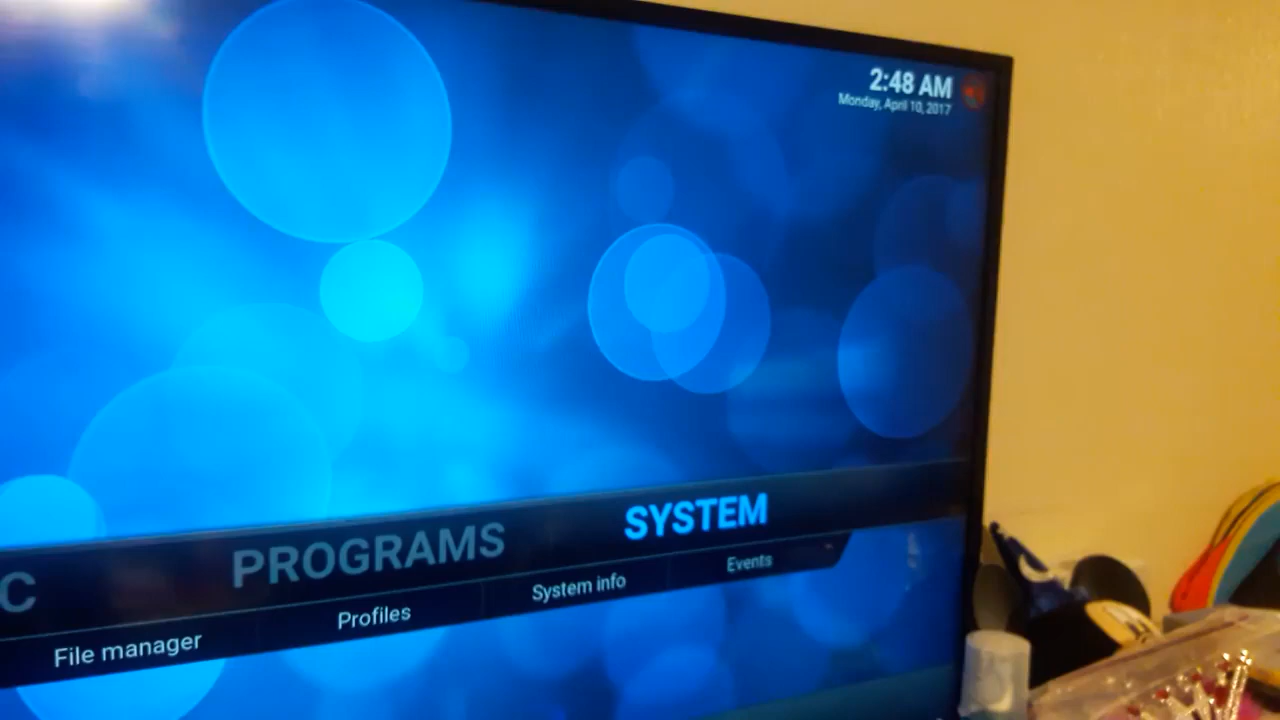 2:48 AM
Monday, April 10, 2017
C PROGRAMS SYSTEM
File manager Profiles System info Events